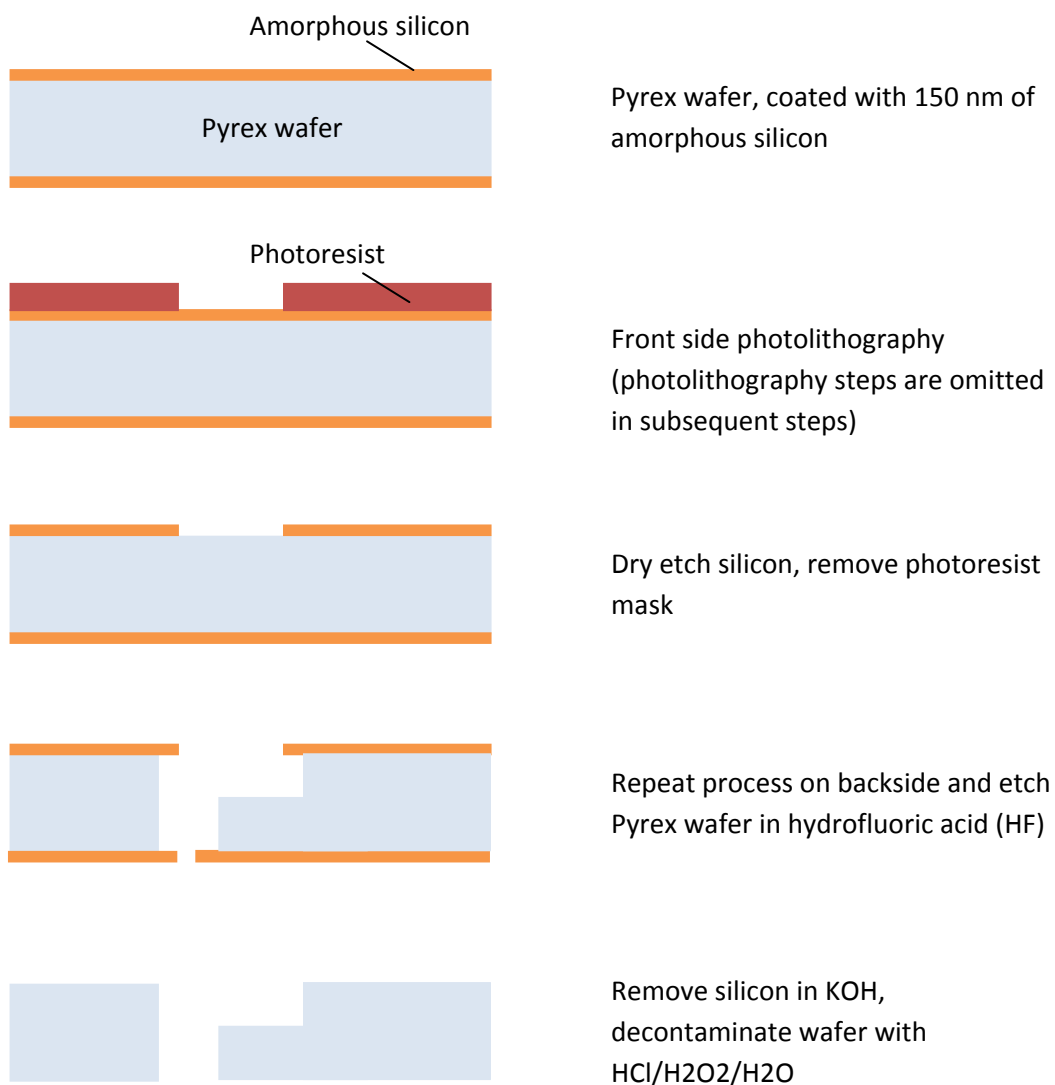 Amorphous silicon
Pyrex wafer
Pyrex wafer, coated with 150 nm of
amorphous silicon
Photoresist
Front side photolithography
(photolithography steps are omitted
in subsequent steps)
Dry etch silicon, remove photoresist
mask
Repeat process on backside and etch
Pyrex wafer in hydrofluoric acid (HF)
Remove silicon in KOH,
decontaminate wafer with
HCl/H2O2/H2O